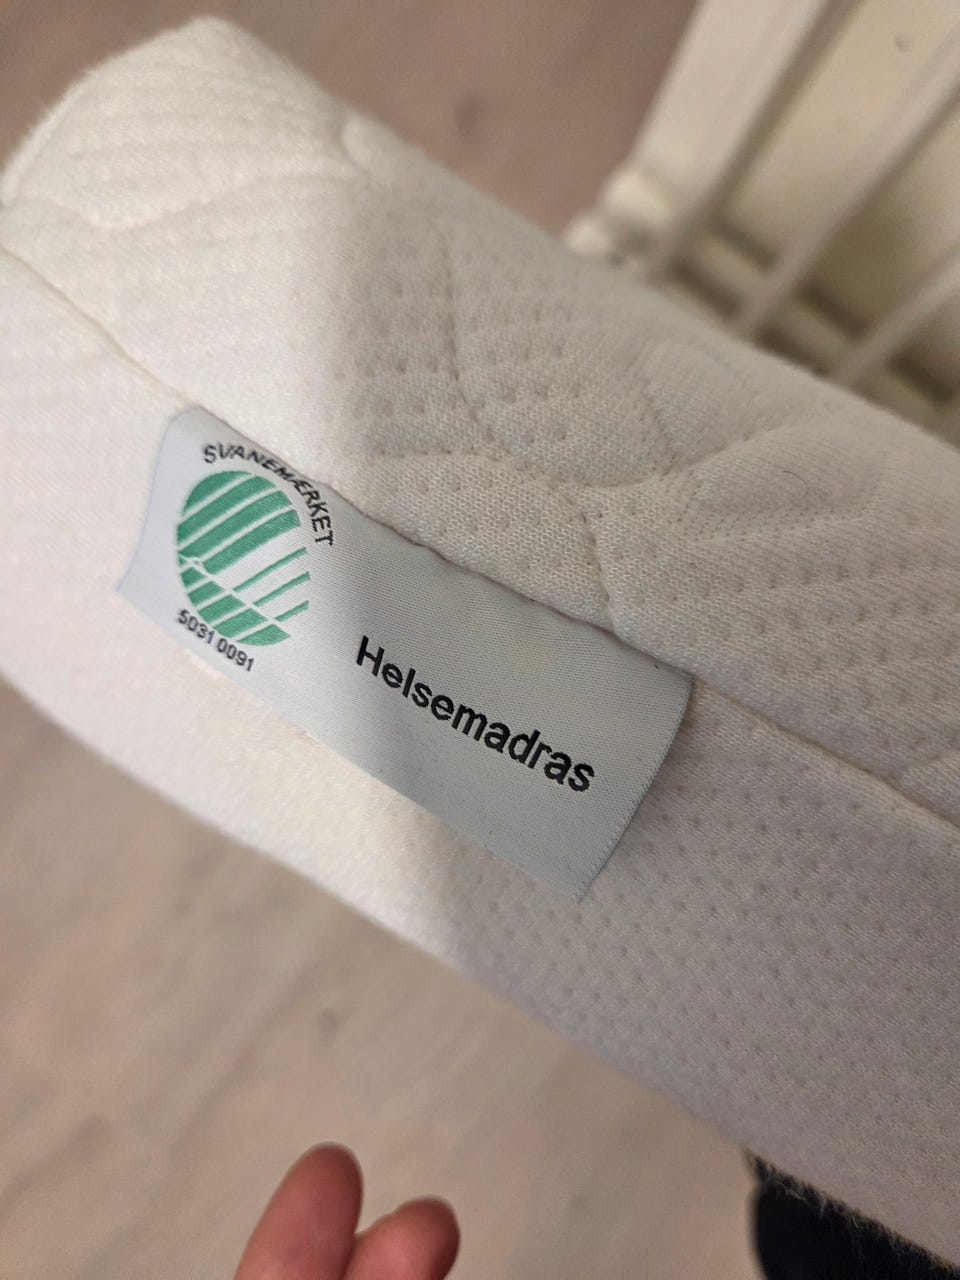 SVANEMÆRKET
5031 0091
Helsemadras